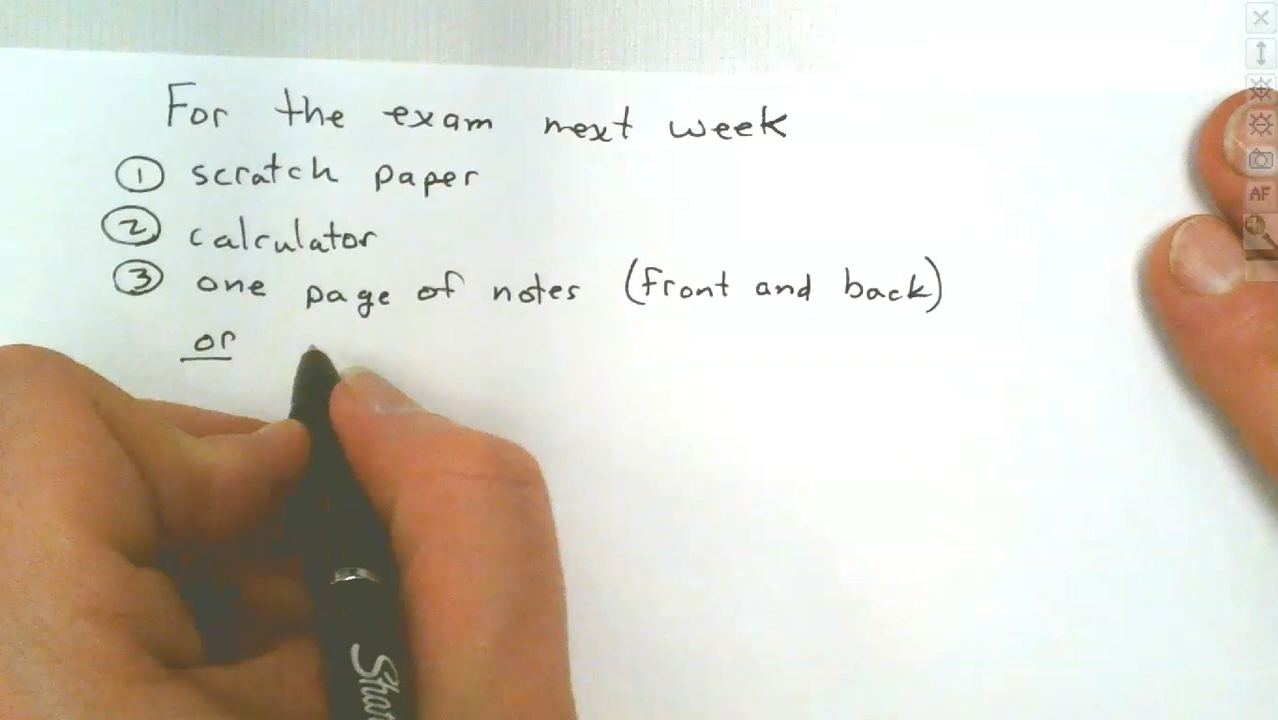 For the exam next week
① scratch paper
② calculator
③ one page of notes (front and back)
or
AF